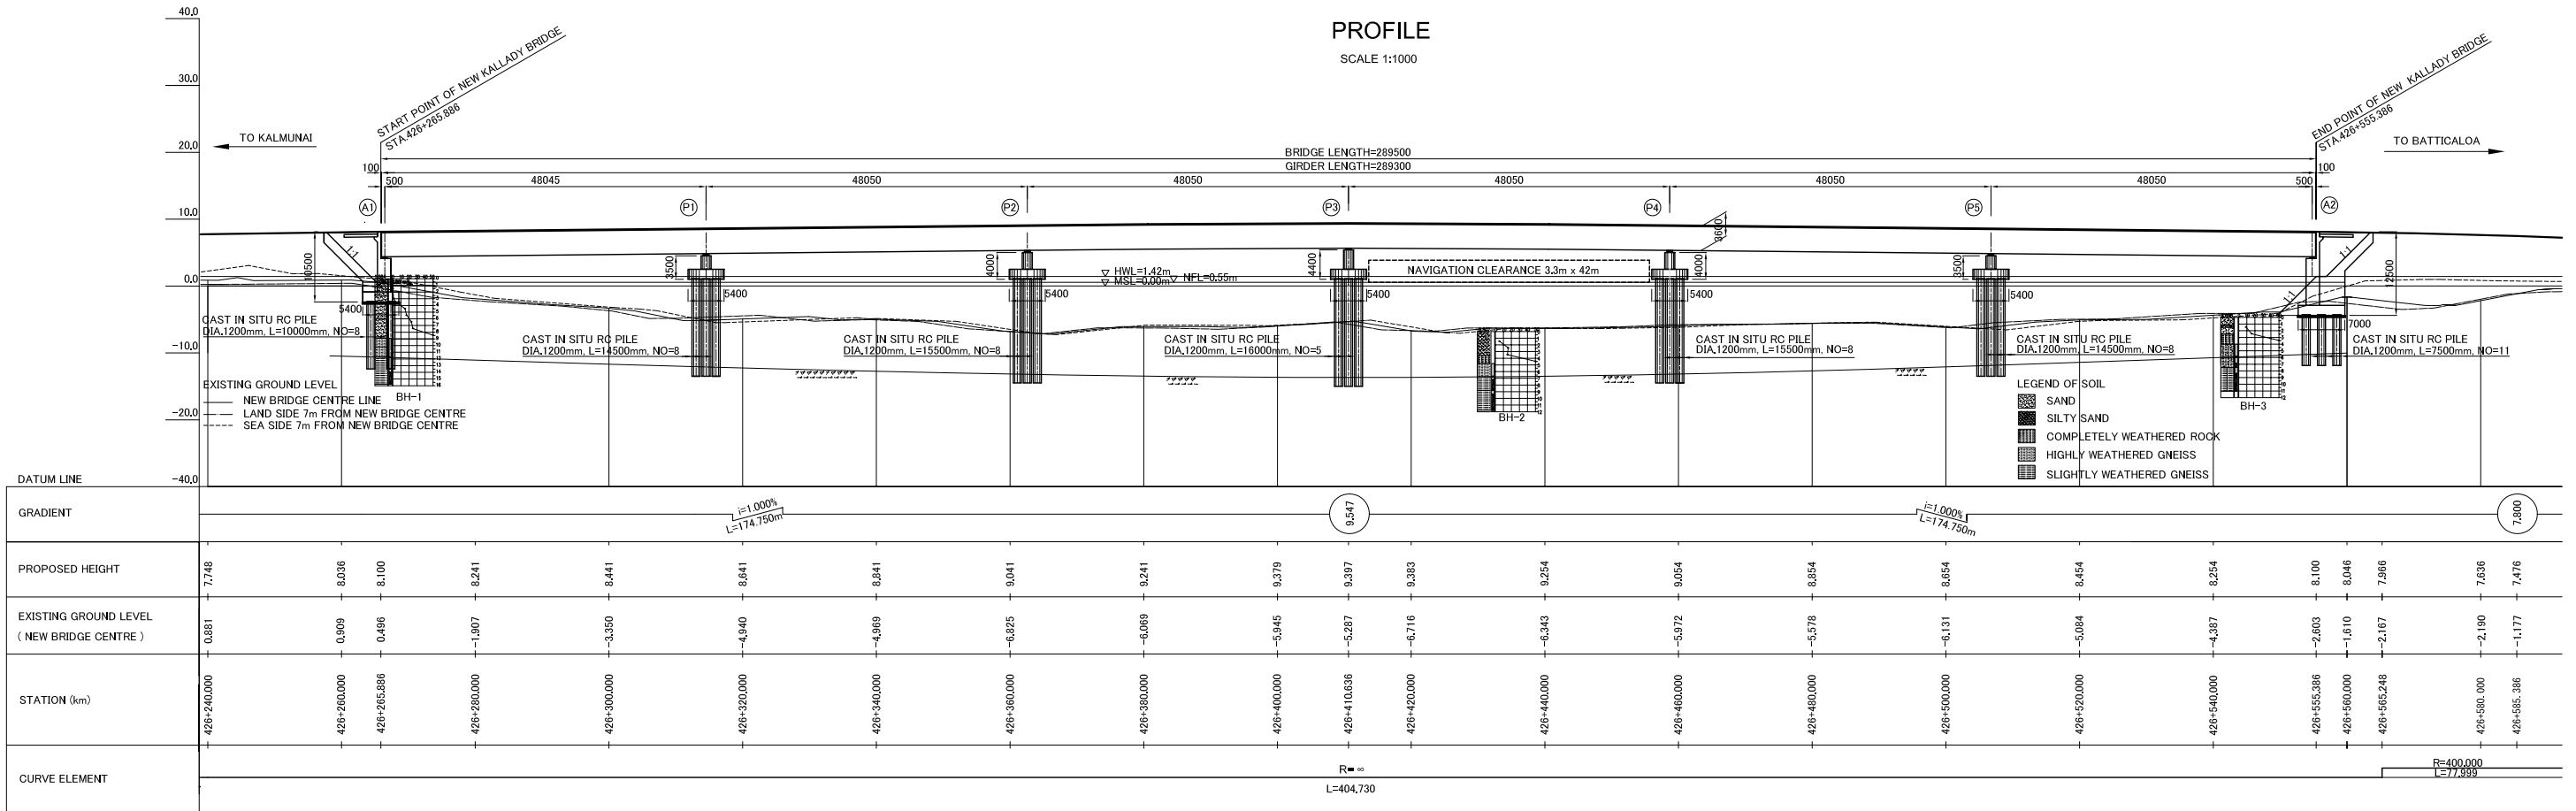 PROFILE
SCALE 1:1000
40.0
30.0
20.0
10.0
0.0
-10.0
-20.0
-40.0
DATUM LINE
START POINT OF NEW KALLADY BRIDGE
STA.426+265.886
END POINT OF NEW KALLADY BRIDGE
STA.426+555.386
TO KALMUNAI
TO BATTICALOA
BRIDGE LENGTH=289500
GIRDER LENGTH=289300
100
100
500 48045 48050 48050 48050 48050 48050 500
A1 P1 P2 P3 P4 P5 A2
1:1
10500
3500
4000
4400
3600
4000
3500
1:1
1:1
12500
HWL=1.42m
MSL=0.00m
NFL=0.55m
NAVIGATION CLEARANCE 3.3m x 42m
5400 5400 5400 5400 5400 5400 7000
CAST IN SITU RC PILE
DIA.1200mm, L=10000mm, NO=8
CAST IN SITU RC PILE
DIA.1200mm, L=14500mm, NO=8
CAST IN SITU RC PILE
DIA.1200mm, L=15500mm, NO=8
CAST IN SITU RC PILE
DIA.1200mm, L=16000mm, NO=5
CAST IN SITU RC PILE
DIA.1200mm, L=15500mm, NO=8
CAST IN SITU RC PILE
DIA.1200mm, L=14500mm, NO=8
CAST IN SITU RC PILE
DIA.1200mm, L=7500mm, NO=11
BH-1
BH-2
BH-3
EXISTING GROUND LEVEL
NEW BRIDGE CENTRE LINE
LAND SIDE 7m FROM NEW BRIDGE CENTRE
SEA SIDE 7m FROM NEW BRIDGE CENTRE
LEGEND OF SOIL
SAND
SILTY SAND
COMPLETELY WEATHERED ROCK
HIGHLY WEATHERED GNEISS
SLIGHTLY WEATHERED GNEISS
GRADIENT
i=1.000%
L=174.750m
9.547
i=1.000%
L=174.750m
7.800
PROPOSED HEIGHT
7.748 8.036 8.100 8.241 8.441 8.641 8.841 9.041 9.241 9.379 9.397 9.383 9.254 9.054 8.854 8.654 8.454 8.254 8.100 8.046 7.966 7.636 7.476
EXISTING GROUND LEVEL
( NEW BRIDGE CENTRE )
0.881 0.909 0.496 -1.907 -3.350 -4.940 -4.969 -6.825 -6.069 -5.945 -5.287 -6.716 -6.343 -5.972 -5.578 -6.131 -5.084 -4.387 -2.603 -1.610 -2.167 -2.190 -1.177
STATION (km)
426+240.000 426+260.000 426+265.886 426+280.000 426+300.000 426+320.000 426+340.000 426+360.000 426+380.000 426+400.000 426+410.636 426+420.000 426+440.000 426+460.000 426+480.000 426+500.000 426+520.000 426+540.000 426+555.386 426+560.000 426+565.248 426+580.000 426+585.386
CURVE ELEMENT
R=∞
L=404.730
R=400.000
L=77.999